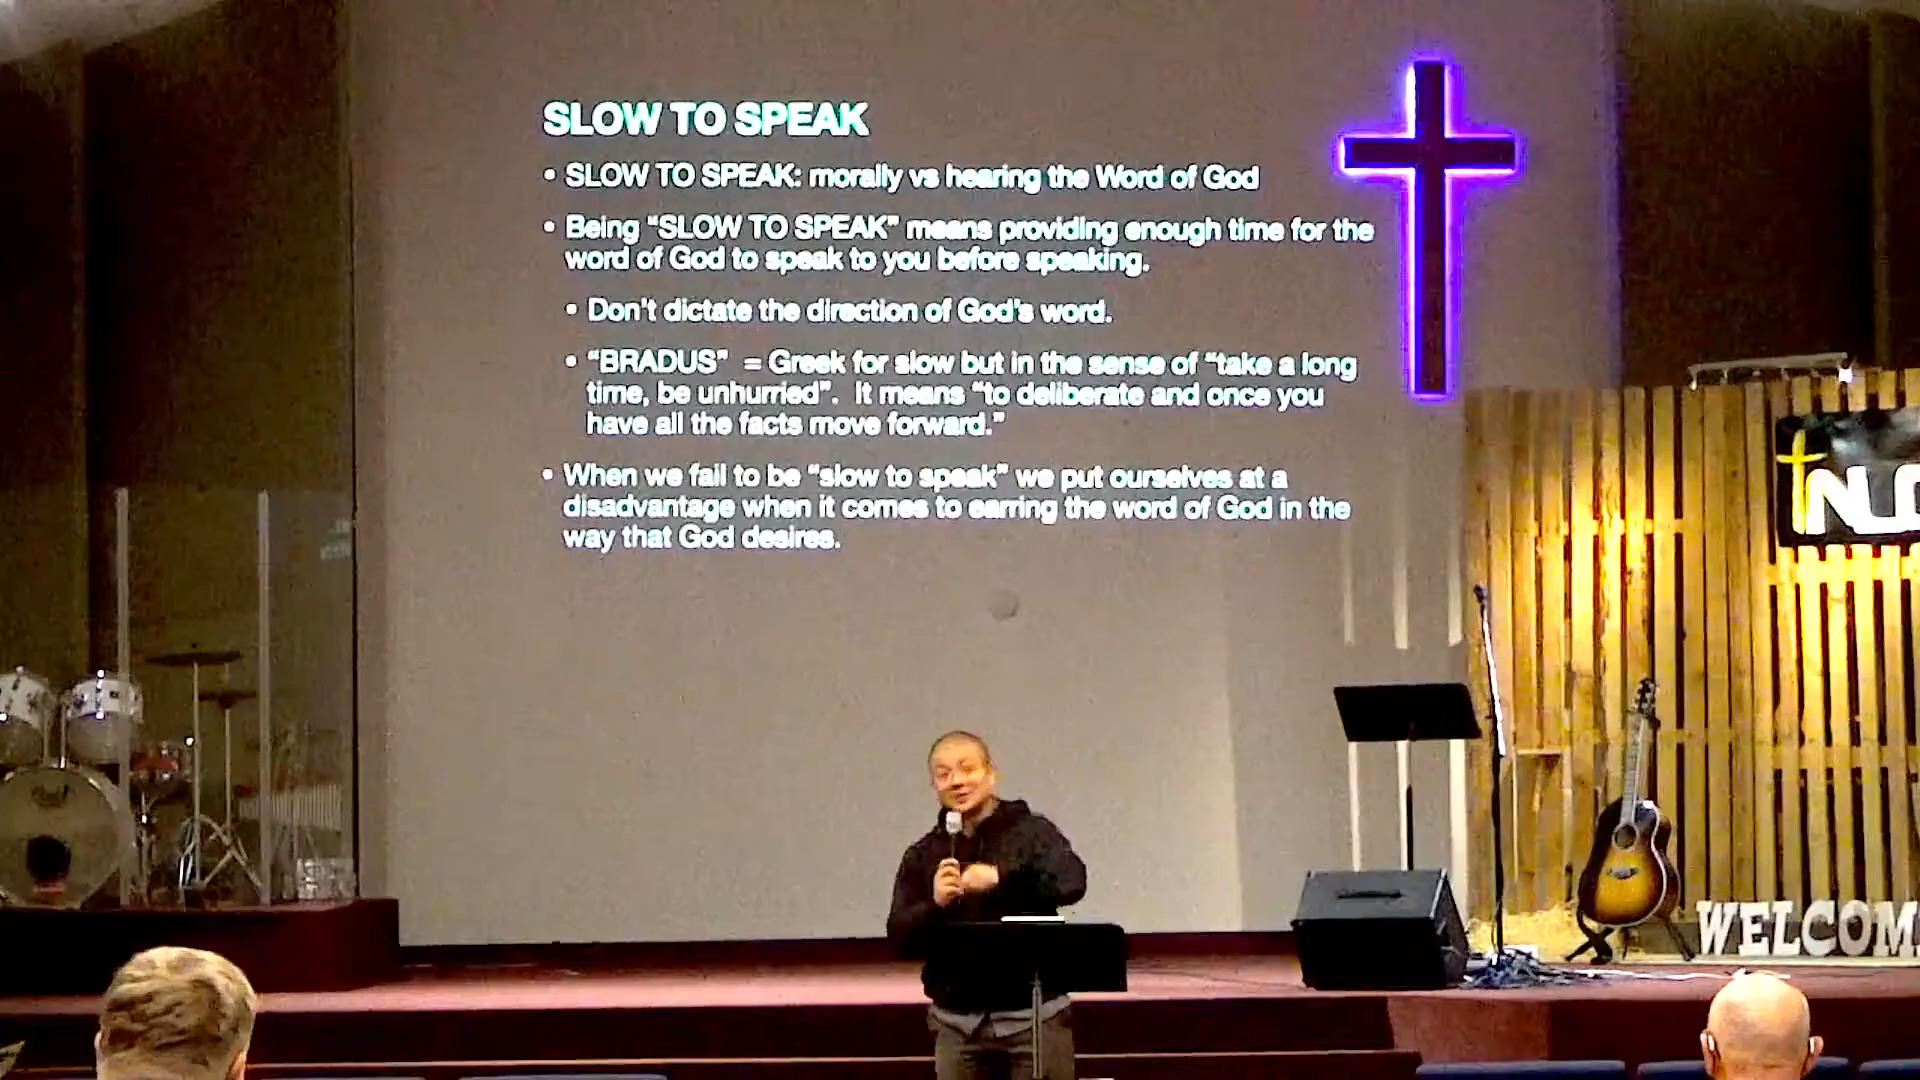 SLOW TO SPEAK
• SLOW TO SPEAK: morally vs hearing the Word of God
• Being “SLOW TO SPEAK” means providing enough time for the
word of God to speak to you before speaking.
• Don't dictate the direction of God's word.
• “BRADUS”  = Greek for slow but in the sense of “take a long
time, be unhurried”.  It means “to deliberate and once you
have all the facts move forward.”
• When we fail to be “slow to speak” we put ourselves at a
disadvantage when it comes to earring the word of God in the
way that God desires.
NLC
WELCOM